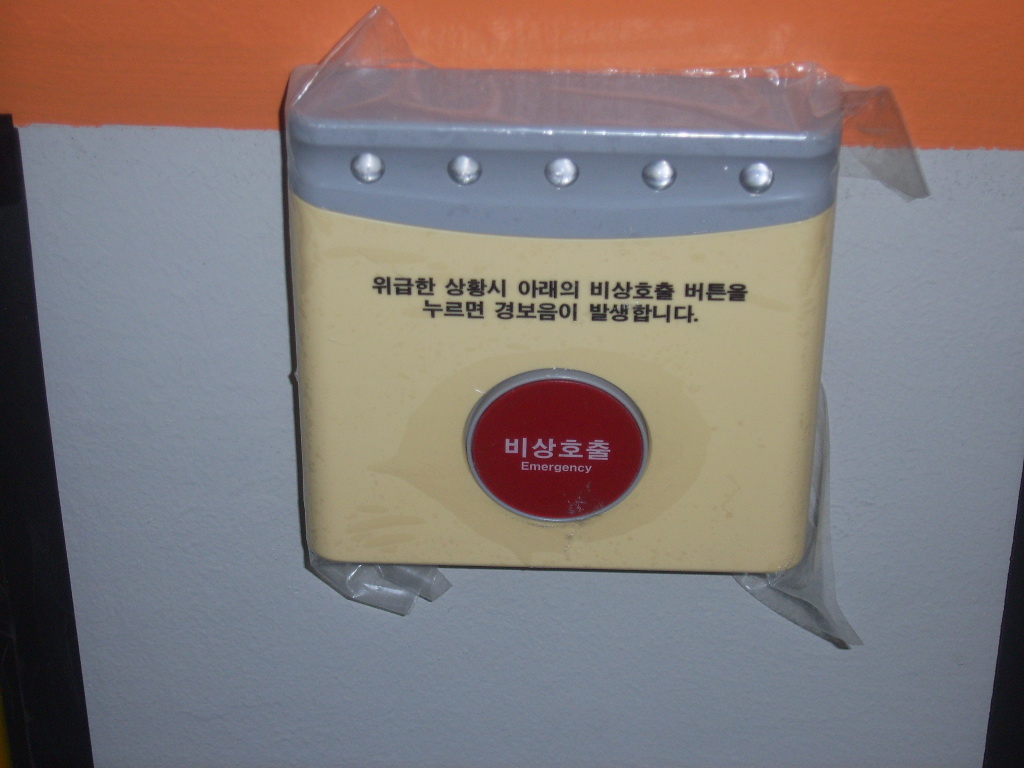 위급한 상황시 아래의 비상호출 버튼을
누르면 경보음이 발생합니다.
비상호출
Emergency